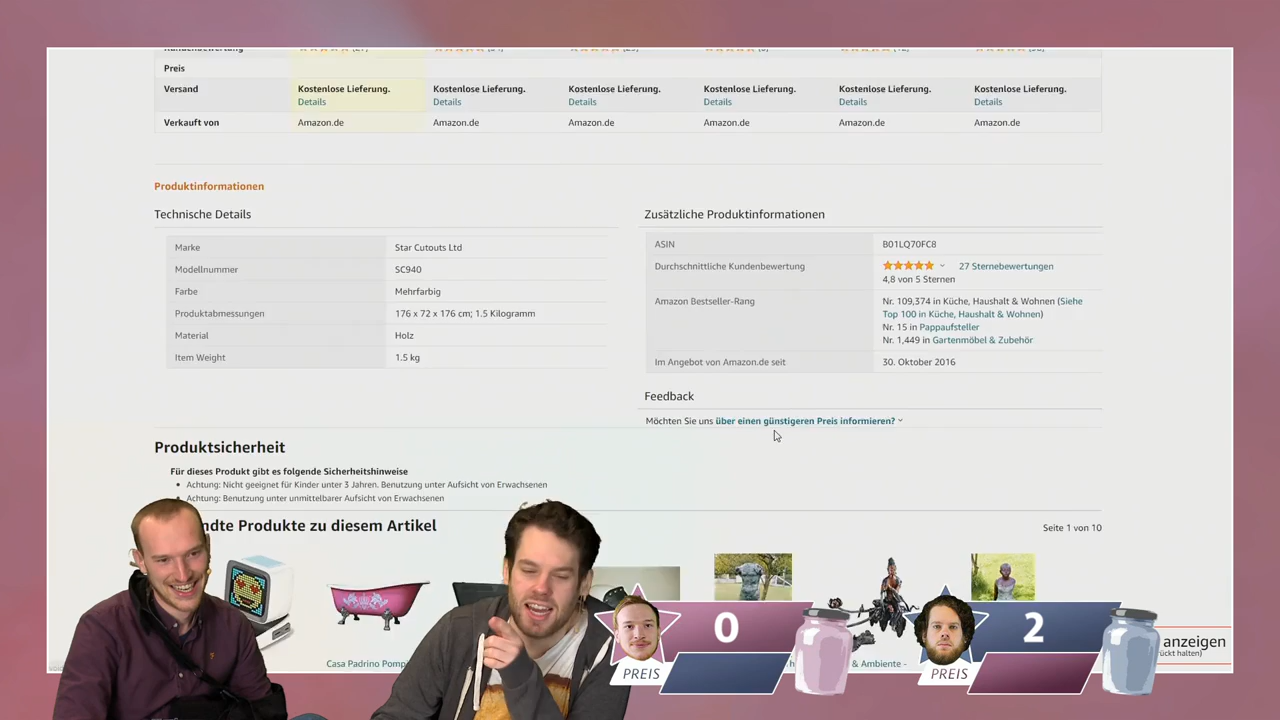 Preis
Versand Kostenlose Lieferung. Kostenlose Lieferung. Kostenlose Lieferung. Kostenlose Lieferung. Kostenlose Lieferung. Kostenlose Lieferung.
Details Details Details Details Details Details
Verkauft von Amazon.de Amazon.de Amazon.de Amazon.de Amazon.de Amazon.de
Produktinformationen
Technische Details
Marke Star Cutouts Ltd
Modellnummer SC940
Farbe Mehrfarbig
Produktabmessungen 176 x 72 x 176 cm; 1.5 Kilogramm
Material Holz
Item Weight 1.5 kg
Zusätzliche Produktinformationen
ASIN B01LQ70FC8
Durchschnittliche Kundenbewertung 27 Sternebewertungen
4,8 von 5 Sternen
Amazon Bestseller-Rang Nr. 109,374 in Küche, Haushalt & Wohnen (Siehe
Top 100 in Küche, Haushalt & Wohnen)
Nr. 15 in Pappaufsteller
Nr. 1,449 in Gartenmöbel & Zubehör
Im Angebot von Amazon.de seit 30. Oktober 2016
Feedback
Möchten Sie uns über einen günstigeren Preis informieren?
Produktsicherheit
Für dieses Produkt gibt es folgende Sicherheitshinweise
• Achtung: Nicht geeignet für Kinder unter 3 Jahren. Benutzung unter Aufsicht von Erwachsenen
• Achtung: Benutzung unter unmittelbarer Aufsicht von Erwachsenen
ndte Produkte zu diesem Artikel
Seite 1 von 10
Casa Padrino Pomp
& Ambiente -
anzeigen
rückt halten)
0
PREIS
2
PREIS